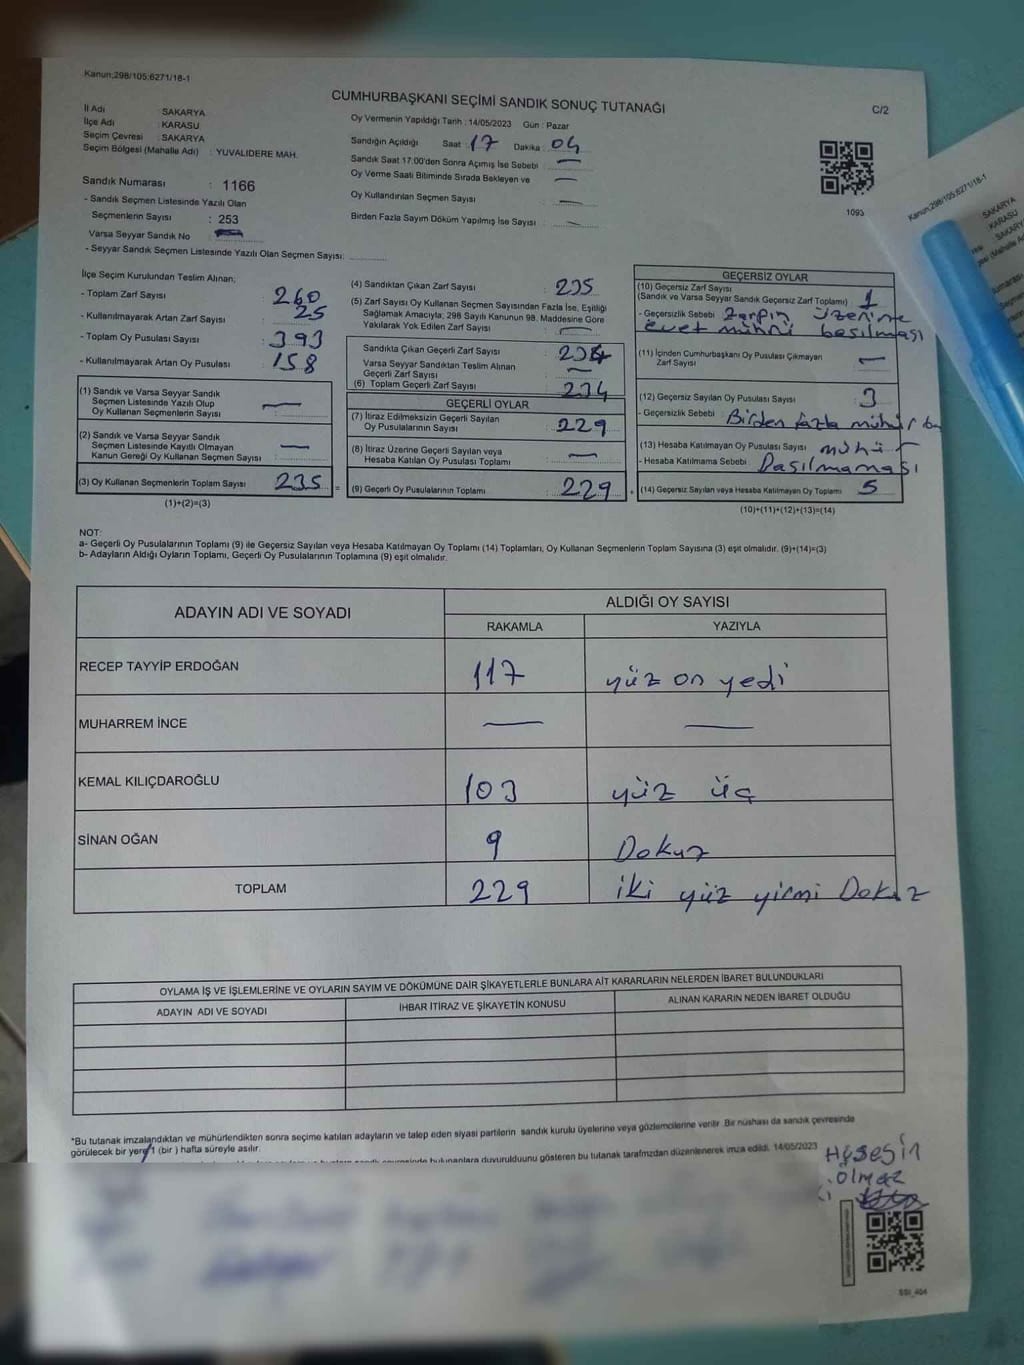 Kanun;298/105;6271/18-1
CUMHURBAŞKANI SEÇİMİ SANDIK SONUÇ TUTANAĞI
C/2
İl Adı : SAKARYA
İlçe Adı : KARASU
Seçim Çevresi : SAKARYA
Seçim Bölgesi (Mahalle Adı) : YUVALIDERE MAH.
Sandık Numarası : 1166
- Sandık Seçmen Listesinde Yazılı Olan
Seçmenlerin Sayısı : 253
Varsa Seyyar Sandık No
- Seyyar Sandık Seçmen Listesinde Yazılı Olan Seçmen Sayısı:
Oy Vermenin Yapıldığı Tarih : 14/05/2023 Gün : Pazar
Sandığın Açıldığı Saat : 17 Dakika : 04
Sandık Saat 17:00'den Sonra Açımış İse Sebebi : —
Oy Verme Saati Bitiminde Sırada Bekleyen ve —
Oy Kullandırılan Seçmen Sayısı : —
Birden Fazla Sayım Döküm Yapılmış İse Sayısı : —
1093
İlçe Seçim Kurulundan Teslim Alınan;
- Toplam Zarf Sayısı : 260
- Kullanılmayarak Artan Zarf Sayısı : 25
- Toplam Oy Pusulası Sayısı : 393
- Kullanılmayarak Artan Oy Pusulası : 158
(1) Sandık ve Varsa Seyyar Sandık
Seçmen Listesinde Yazılı Olup
Oy Kullanan Seçmenlerin Sayısı : —
(2) Sandık ve Varsa Seyyar Sandık
Seçmen Listesinde Kayıtlı Olmayan
Kanun Gereği Oy Kullanan Seçmen Sayısı : —
(3) Oy Kullanan Seçmenlerin Toplam Sayısı : 235 =
(1)+(2)=(3)
(4) Sandıktan Çıkan Zarf Sayısı : 235
(5) Zarf Sayısı Oy Kullanan Seçmen Sayısından Fazla İse, Eşitliği
Sağlamak Amacıyla; 298 Sayılı Kanunun 98. Maddesine Göre
Yakılarak Yok Edilen Zarf Sayısı : —
Sandıkta Çıkan Geçerli Zarf Sayısı : 234
Varsa Seyyar Sandıktan Teslim Alınan
Geçerli Zarf Sayısı : —
(6) Toplam Geçerli Zarf Sayısı : 234
GEÇERLİ OYLAR
(7) İtiraz Edilmeksizin Geçerli Sayılan
Oy Pusulalarının Sayısı : 229
(8) İtiraz Üzerine Geçerli Sayılan veya
Hesaba Katılan Oy Pusulası Toplamı : —
(9) Geçerli Oy Pusulalarının Toplamı : 229 +
GEÇERSİZ OYLAR
(10) Geçersiz Zarf Sayısı
(Sandık ve Varsa Seyyar Sandık Geçersiz Zarf Toplamı) : 1
- Geçersizlik Sebebi : Zarfın üzerine
evet mührü basılması
(11) İçinden Cumhurbaşkanı Oy Pusulası Çıkmayan
Zarf Sayısı : —
(12) Geçersiz Sayılan Oy Pusulası Sayısı : 3
- Geçersizlik Sebebi : Birden fazla mühür
(13) Hesaba Katılmayan Oy Pusulası Sayısı mühür
- Hesaba Katılmama Sebebi : Basılmaması
(14) Geçersiz Sayılan veya Hesaba Katılmayan Oy Toplamı : 5
(10)+(11)+(12)+(13)=(14)
NOT:
a- Geçerli Oy Pusulalarının Toplamı (9) ile Geçersiz Sayılan veya Hesaba Katılmayan Oy Toplamı (14) Toplamları, Oy Kullanan Seçmenlerin Toplam Sayısına (3) eşit olmalıdır. (9)+(14)=(3)
b- Adayların Aldığı Oyların Toplamı, Geçerli Oy Pusulalarının Toplamına (9) eşit olmalıdır.
ADAYIN ADI VE SOYADI
ALDIĞI OY SAYISI
RAKAMLA YAZIYLA
RECEP TAYYİP ERDOĞAN 117 yüz on yedi
MUHARREM İNCE — —
KEMAL KILIÇDAROĞLU 103 yüz üç
SİNAN OĞAN 9 Dokuz
TOPLAM 229 iki yüz yirmi Dokuz
OYLAMA İŞ VE İŞLEMLERİNE VE OYLARIN SAYIM VE DÖKÜMÜNE DAİR ŞİKAYETLERLE BUNLARA AİT KARARLARIN NELERDEN İBARET BULUNDUKLARI
ADAYIN ADI VE SOYADI İHBAR İTİRAZ VE ŞİKAYETİN KONUSU ALINAN KARARIN NEDEN İBARET OLDUĞU
*Bu tutanak imzalandıktan ve mühürlendikten sonra seçime katılan adayların ve talep eden siyasi partilerin sandık kurulu üyelerine veya gözlemcilerine verilir. Bir nüshası da sandık çevresinde
görülecek bir yere 1 (bir ) hafta süreyle asılır.
bulunanlara duyurulduunu gösteren bu tutanak tarafmzdan düzenlenerek imza edildi. 14/05/2023
olmaz
Kanun;298/105;6271/18-1
SAKARYA
KARASU